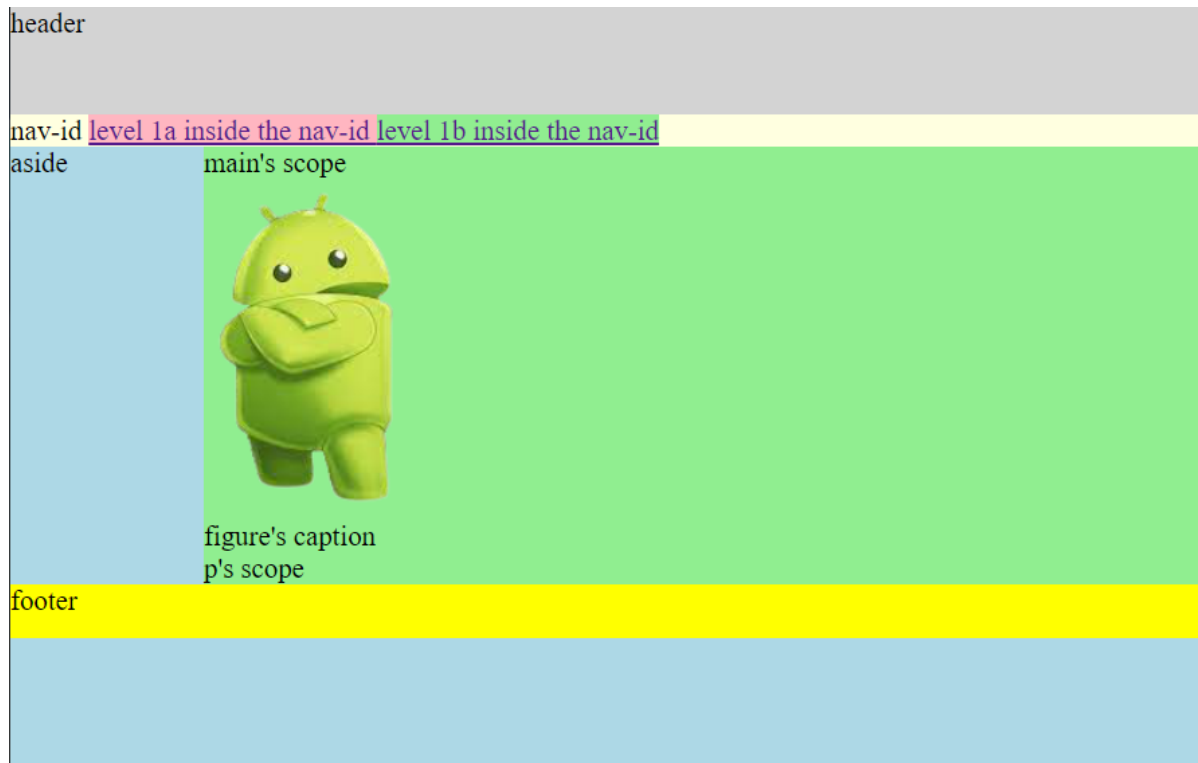 header
nav-id level 1a inside the nav-id level 1b inside the nav-id
aside
main's scope
figure's caption
p's scope
footer